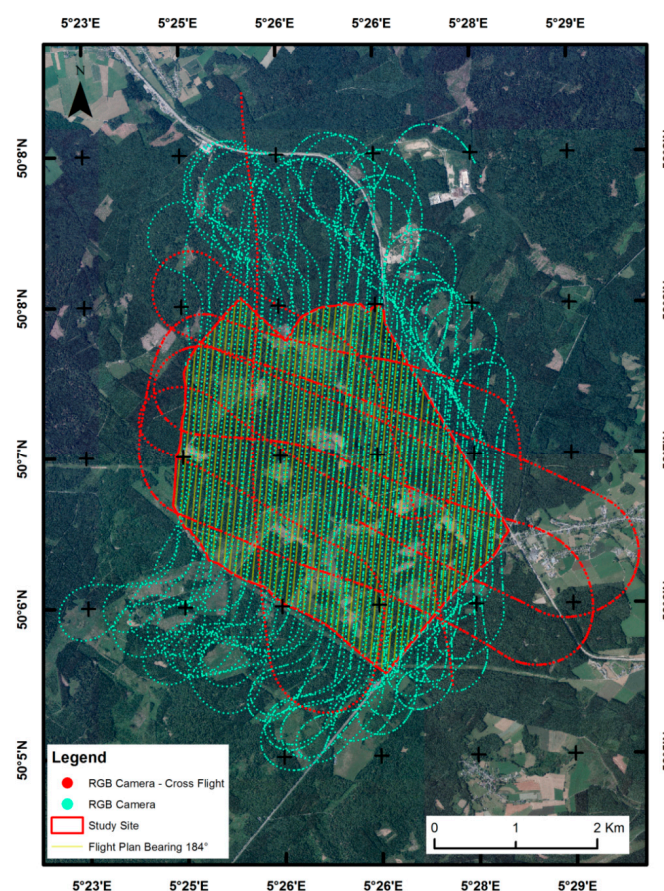 5°23'E 5°25'E 5°26'E 5°26'E 5°28'E 5°29'E
N
50°8'N
50°8'N
50°7'N
50°6'N
50°5'N
Legend
RGB Camera - Cross Flight
RGB Camera
Study Site
Flight Plan Bearing 184°
0 1 2 Km
5°23'E 5°25'E 5°26'E 5°26'E 5°28'E 5°29'E